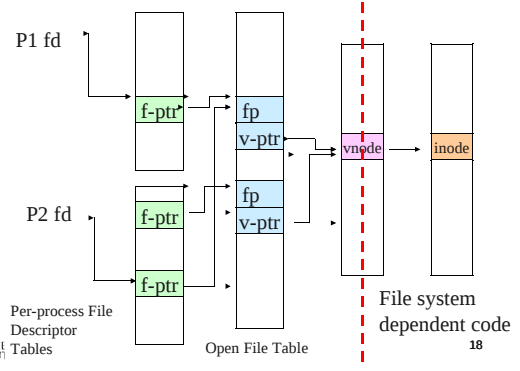 P1 fd
f-ptr
fp
v-ptr
vnode
inode
fp
P2 fd
f-ptr
v-ptr
f-ptr
Per-process File
Descriptor
Tables
Open File Table
File system
dependent code
18